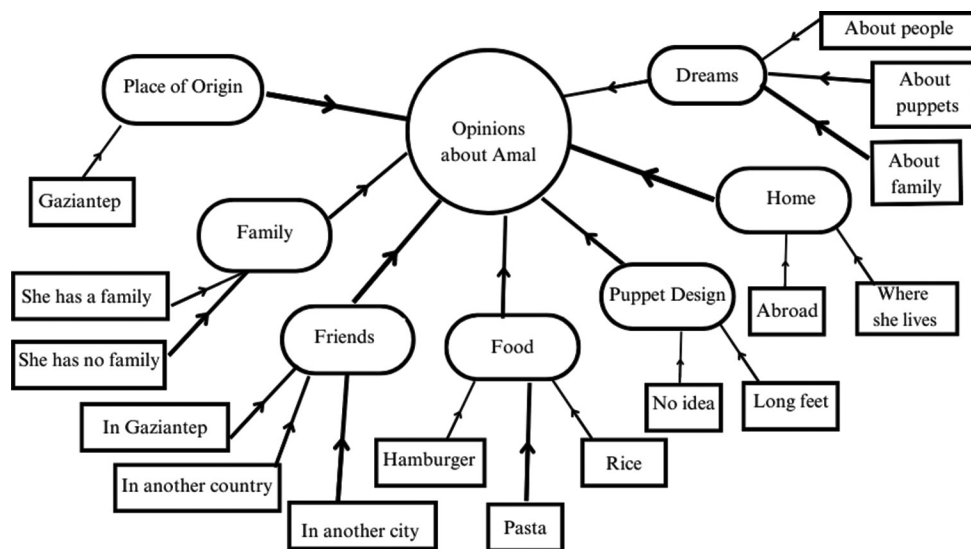 About people
Place of Origin
Dreams
About
puppets
Opinions
about Amal
About
family
Gaziantep
Home
Family
She has a family
Puppet Design
Abroad
Where
she lives
Friends
Food
She has no family
No idea
Long feet
In Gaziantep
Hamburger
Rice
In another country
In another city
Pasta